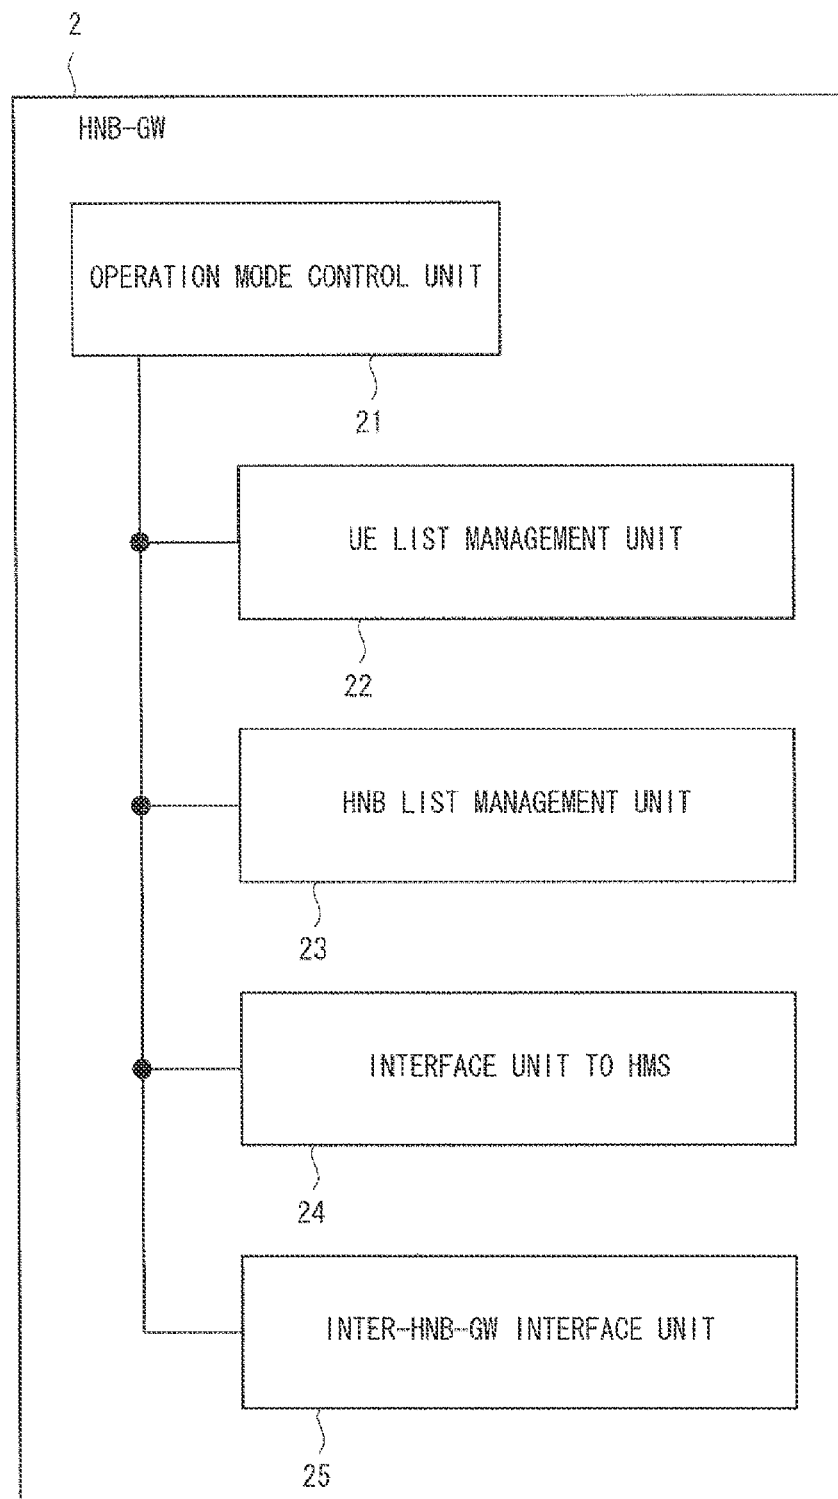 2
HNB-GW
OPERATION MODE CONTROL UNIT
21
UE LIST MANAGEMENT UNIT
22
HNB LIST MANAGEMENT UNIT
23
INTERFACE UNIT TO HMS
24
INTER-HNB-GW INTERFACE UNIT
25